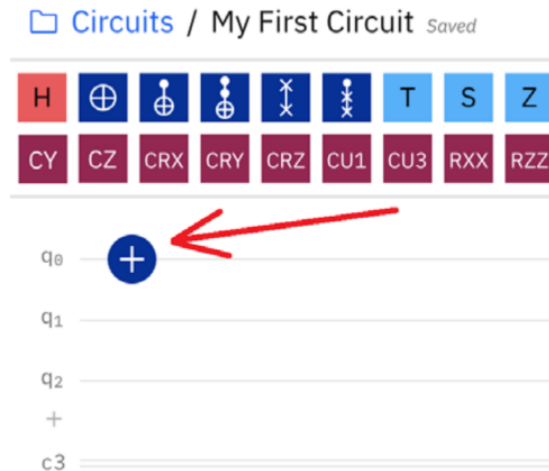 Circuits / My First Circuit Saved
H T S Z
CY CZ CRX CRY CRZ CU1 CU3 RXX RZZ
q0
q1
q2
+
c3